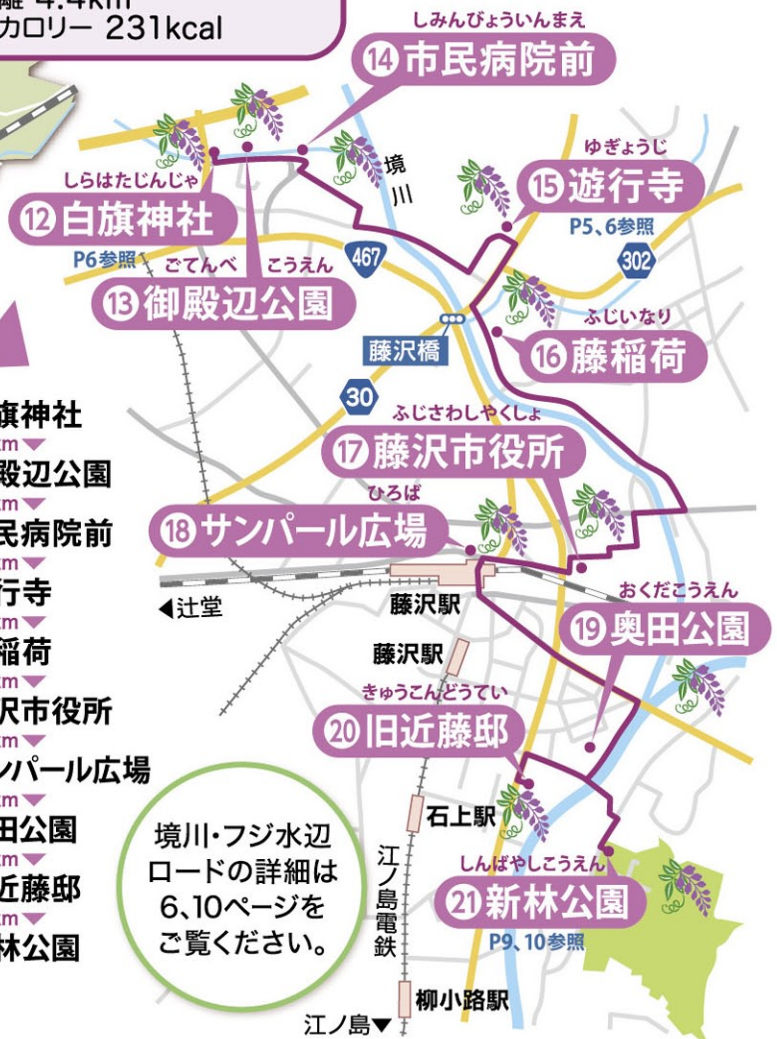 離 4.4km
カロリー 231kcal
しみんびょういんまえ
⑭市民病院前
境川
ゆぎょうじ
⑮遊行寺
P5、6参照
302
しらはたじんじゃ
⑫白旗神社
P6参照
ごてんべ こうえん
⑬御殿辺公園
467
藤沢橋
ふじいなり
⑯藤稲荷
30
ふじさわしやくしょ
⑰藤沢市役所
ひろば
⑱サンパール広場
◀辻堂
藤沢駅
おくだこうえん
⑲奥田公園
藤沢駅
きゅうこんどうてい
⑳旧近藤邸
石上駅
江ノ島電鉄
しんばやしこうえん
㉑新林公園
P9、10参照
柳小路駅
江ノ島▼
旗神社
km▼
殿辺公園
km▼
民病院前
km▼
行寺
km▼
稲荷
km▼
沢市役所
km▼
ンパール広場
km▼
田公園
km▼
近藤邸
km▼
林公園
境川・フジ水辺
ロードの詳細は
6、10ページを
ご覧ください。